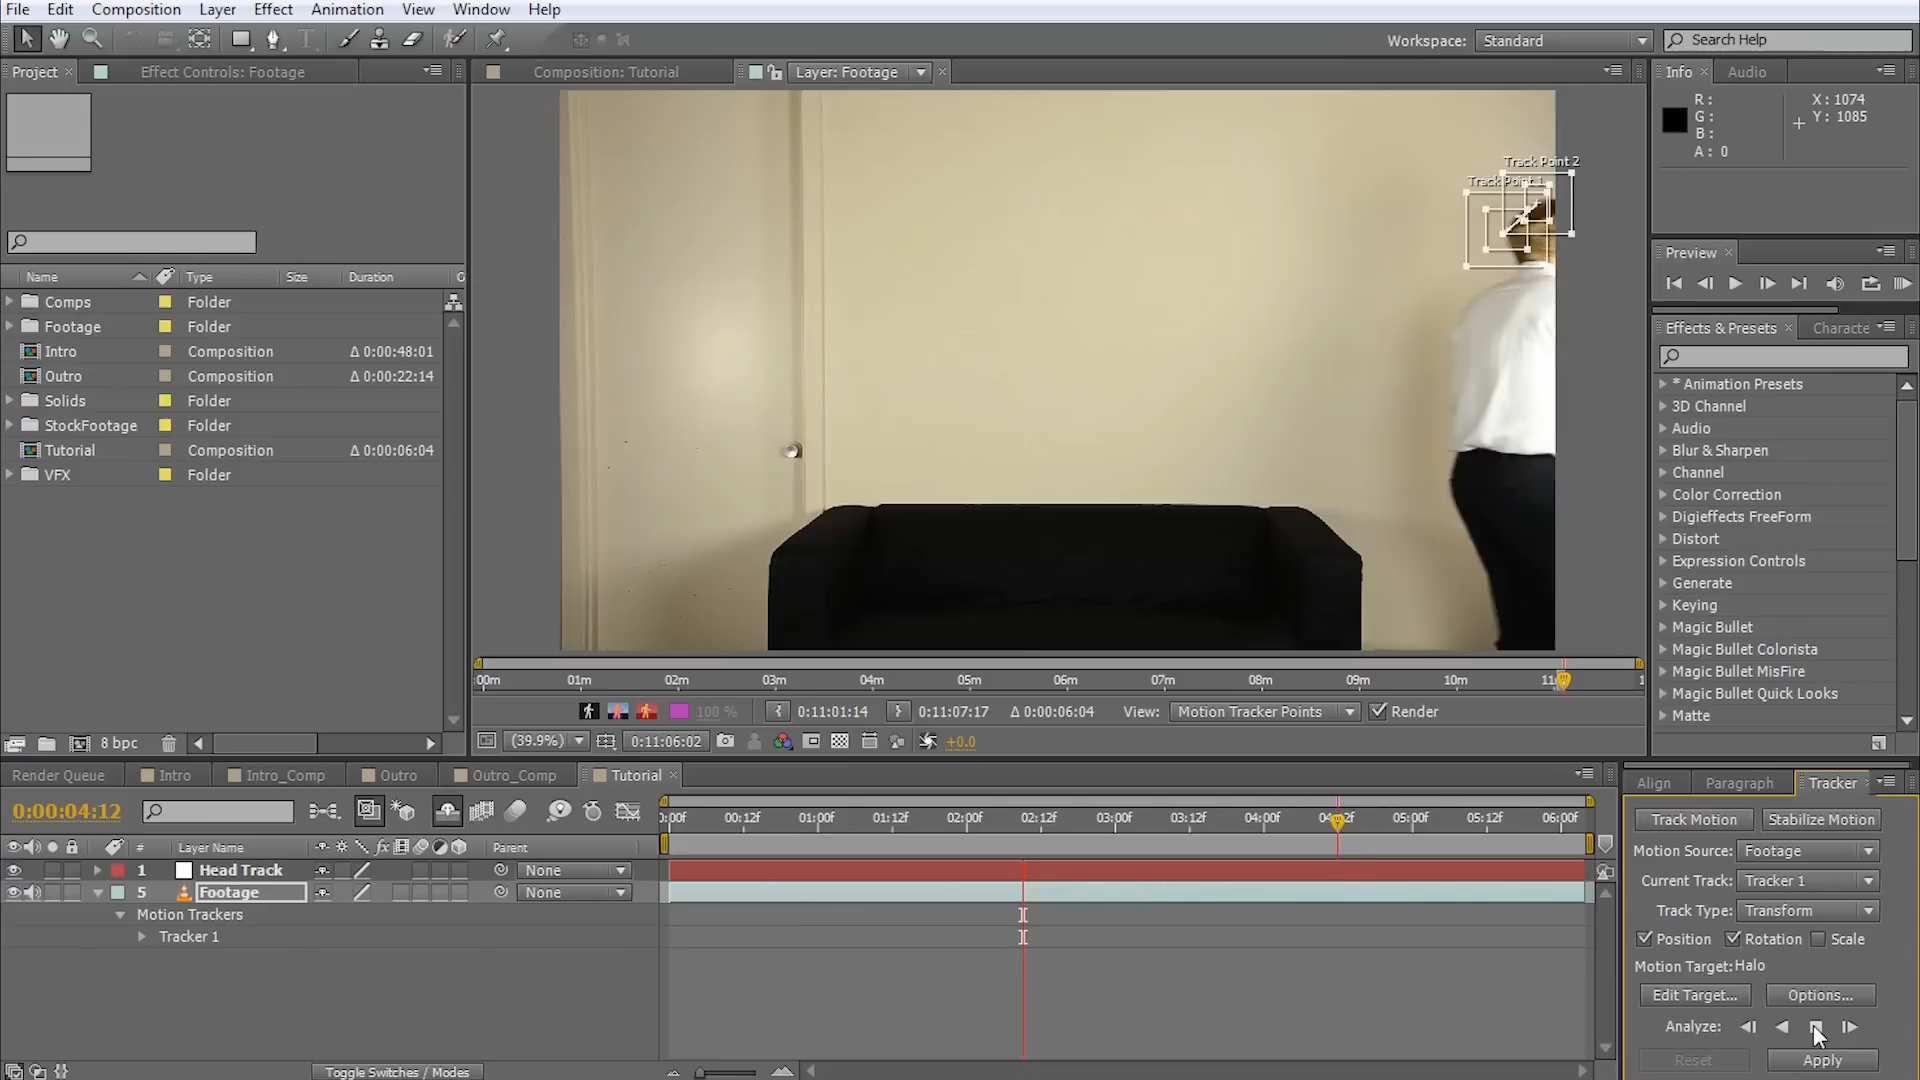 File Edit Composition Layer Effect Animation View Window Help
Workspace: Standard Search Help
Project Effect Controls: Footage Composition: Tutorial Layer: Footage Info Audio
R: X: 1074
G: Y: 1085
B:
A: 0
Track Point 2
Track Point 1
Preview
Name Type Size Duration
Comps Folder
Footage Folder
Intro Composition Δ 0:00:48:01
Outro Composition Δ 0:00:22:14
Solids Folder
StockFootage Folder
Tutorial Composition Δ 0:00:06:04
VFX Folder
Effects & Presets Characte
* Animation Presets
3D Channel
Audio
Blur & Sharpen
Channel
Color Correction
Digieffects FreeForm
Distort
Expression Controls
Generate
Keying
Magic Bullet
Magic Bullet Colorista
Magic Bullet MisFire
Magic Bullet Quick Looks
Matte
:00m 01m 02m 03m 04m 05m 06m 07m 08m 09m 10m 11
100 % 0:11:01:14 0:11:07:17 Δ 0:00:06:04 View: Motion Tracker Points Render
8 bpc (39.9%) 0:11:06:02 +0.0
Render Queue Intro Intro_Comp Outro Outro_Comp Tutorial
0:00:04:12
0:00f 00:12f 01:00f 01:12f 02:00f 02:12f 03:00f 03:12f 04:00f 04:12f 05:00f 05:12f 06:00f
# Layer Name fx Parent
1 Head Track None
5 Footage None
Motion Trackers
Tracker 1
Toggle Switches / Modes
Align Paragraph Tracker
Track Motion Stabilize Motion
Motion Source: Footage
Current Track: Tracker 1
Track Type: Transform
Position Rotation Scale
Motion Target: Halo
Edit Target... Options...
Analyze:
Reset Apply